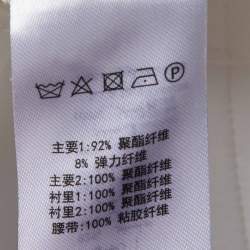 主要1:92% 聚酯纤维
8% 弹力纤维
主要2:100% 聚酯纤维
衬里1:100% 聚酯纤维
衬里2:100% 聚酯纤维
腰带:100% 粘胶纤维